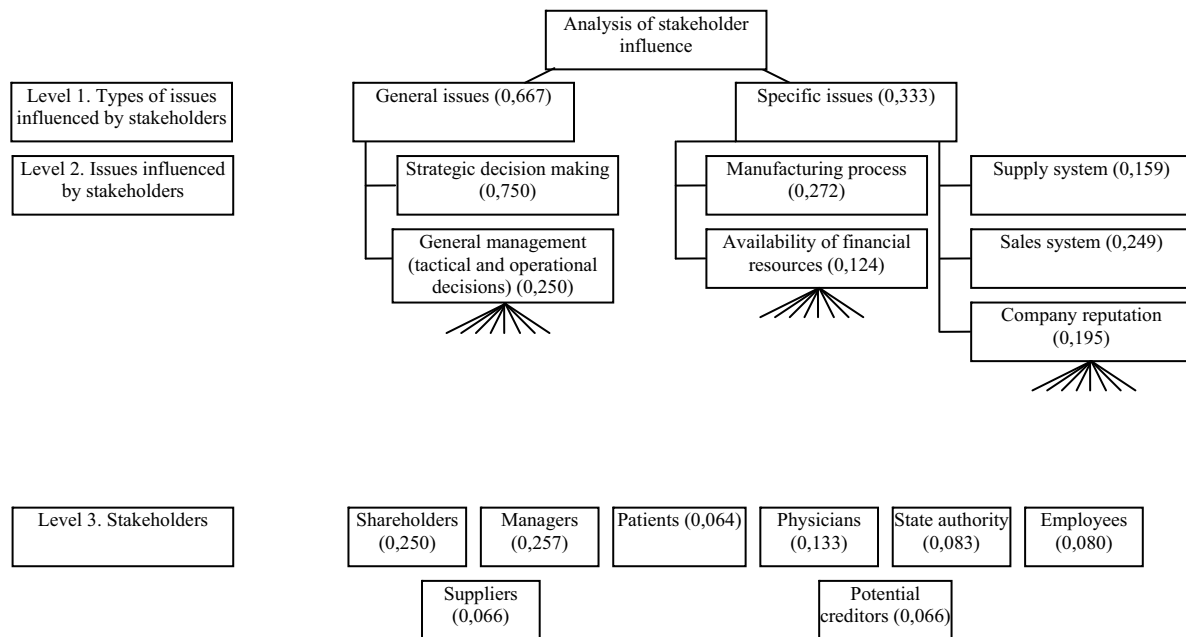 Analysis of stakeholder
influence
Level 1. Types of issues
influenced by stakeholders
General issues (0,667)
Specific issues (0,333)
Level 2. Issues influenced
by stakeholders
Strategic decision making
(0,750)
Manufacturing process
(0,272)
Supply system (0,159)
General management
(tactical and operational
decisions) (0,250)
Availability of financial
resources (0,124)
Sales system (0,249)
Company reputation
(0,195)
Level 3. Stakeholders
Shareholders
(0,250)
Managers
(0,257)
Patients (0,064)
Physicians
(0,133)
State authority
(0,083)
Employees
(0,080)
Suppliers
(0,066)
Potential
creditors (0,066)